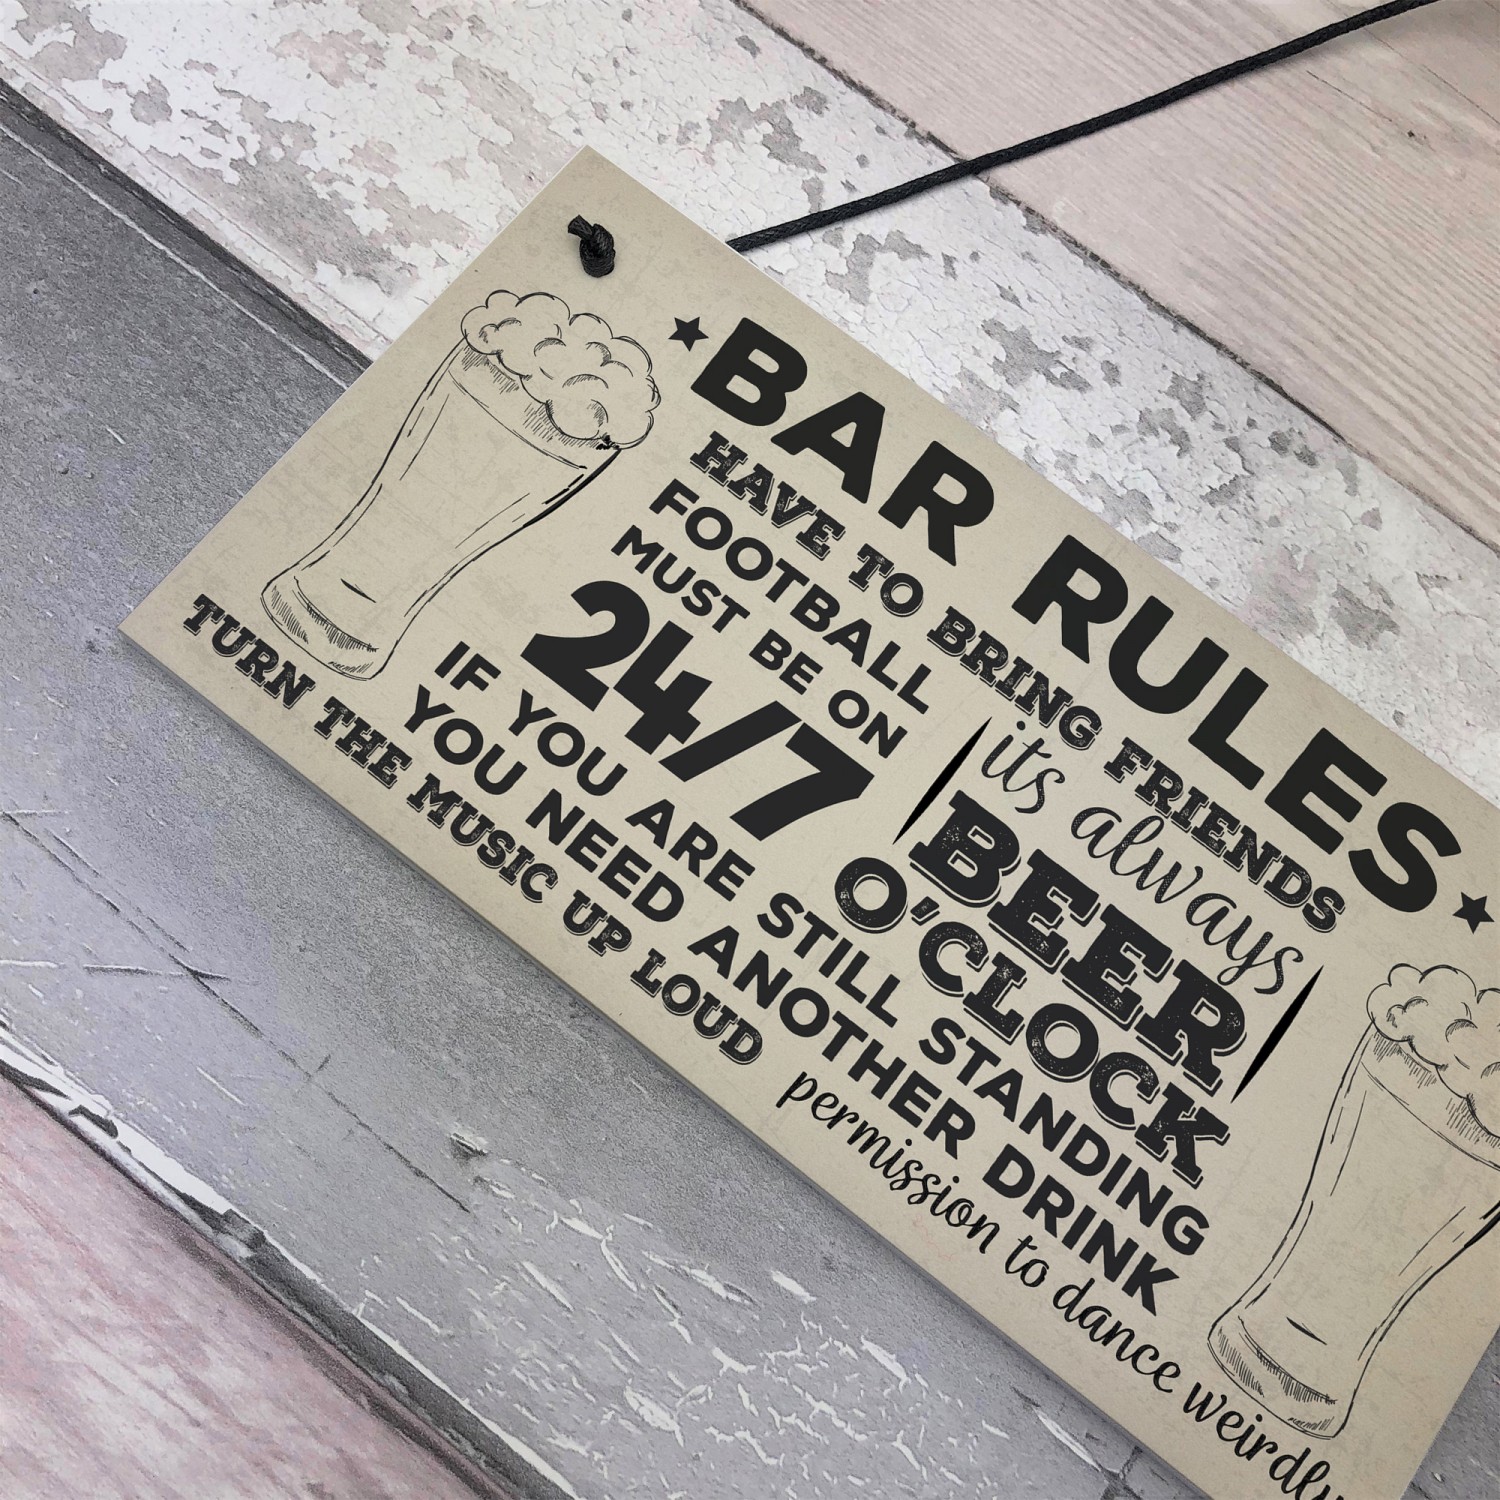 BAR RULES
HAVE TO BRING FRIENDS
FOOTBALL
MUST BE ON
24/7
its always
BEER
O'CLOCK
IF YOU ARE STILL STANDING
YOU NEED ANOTHER DRINK
TURN THE MUSIC UP LOUD permission to dance weirdly